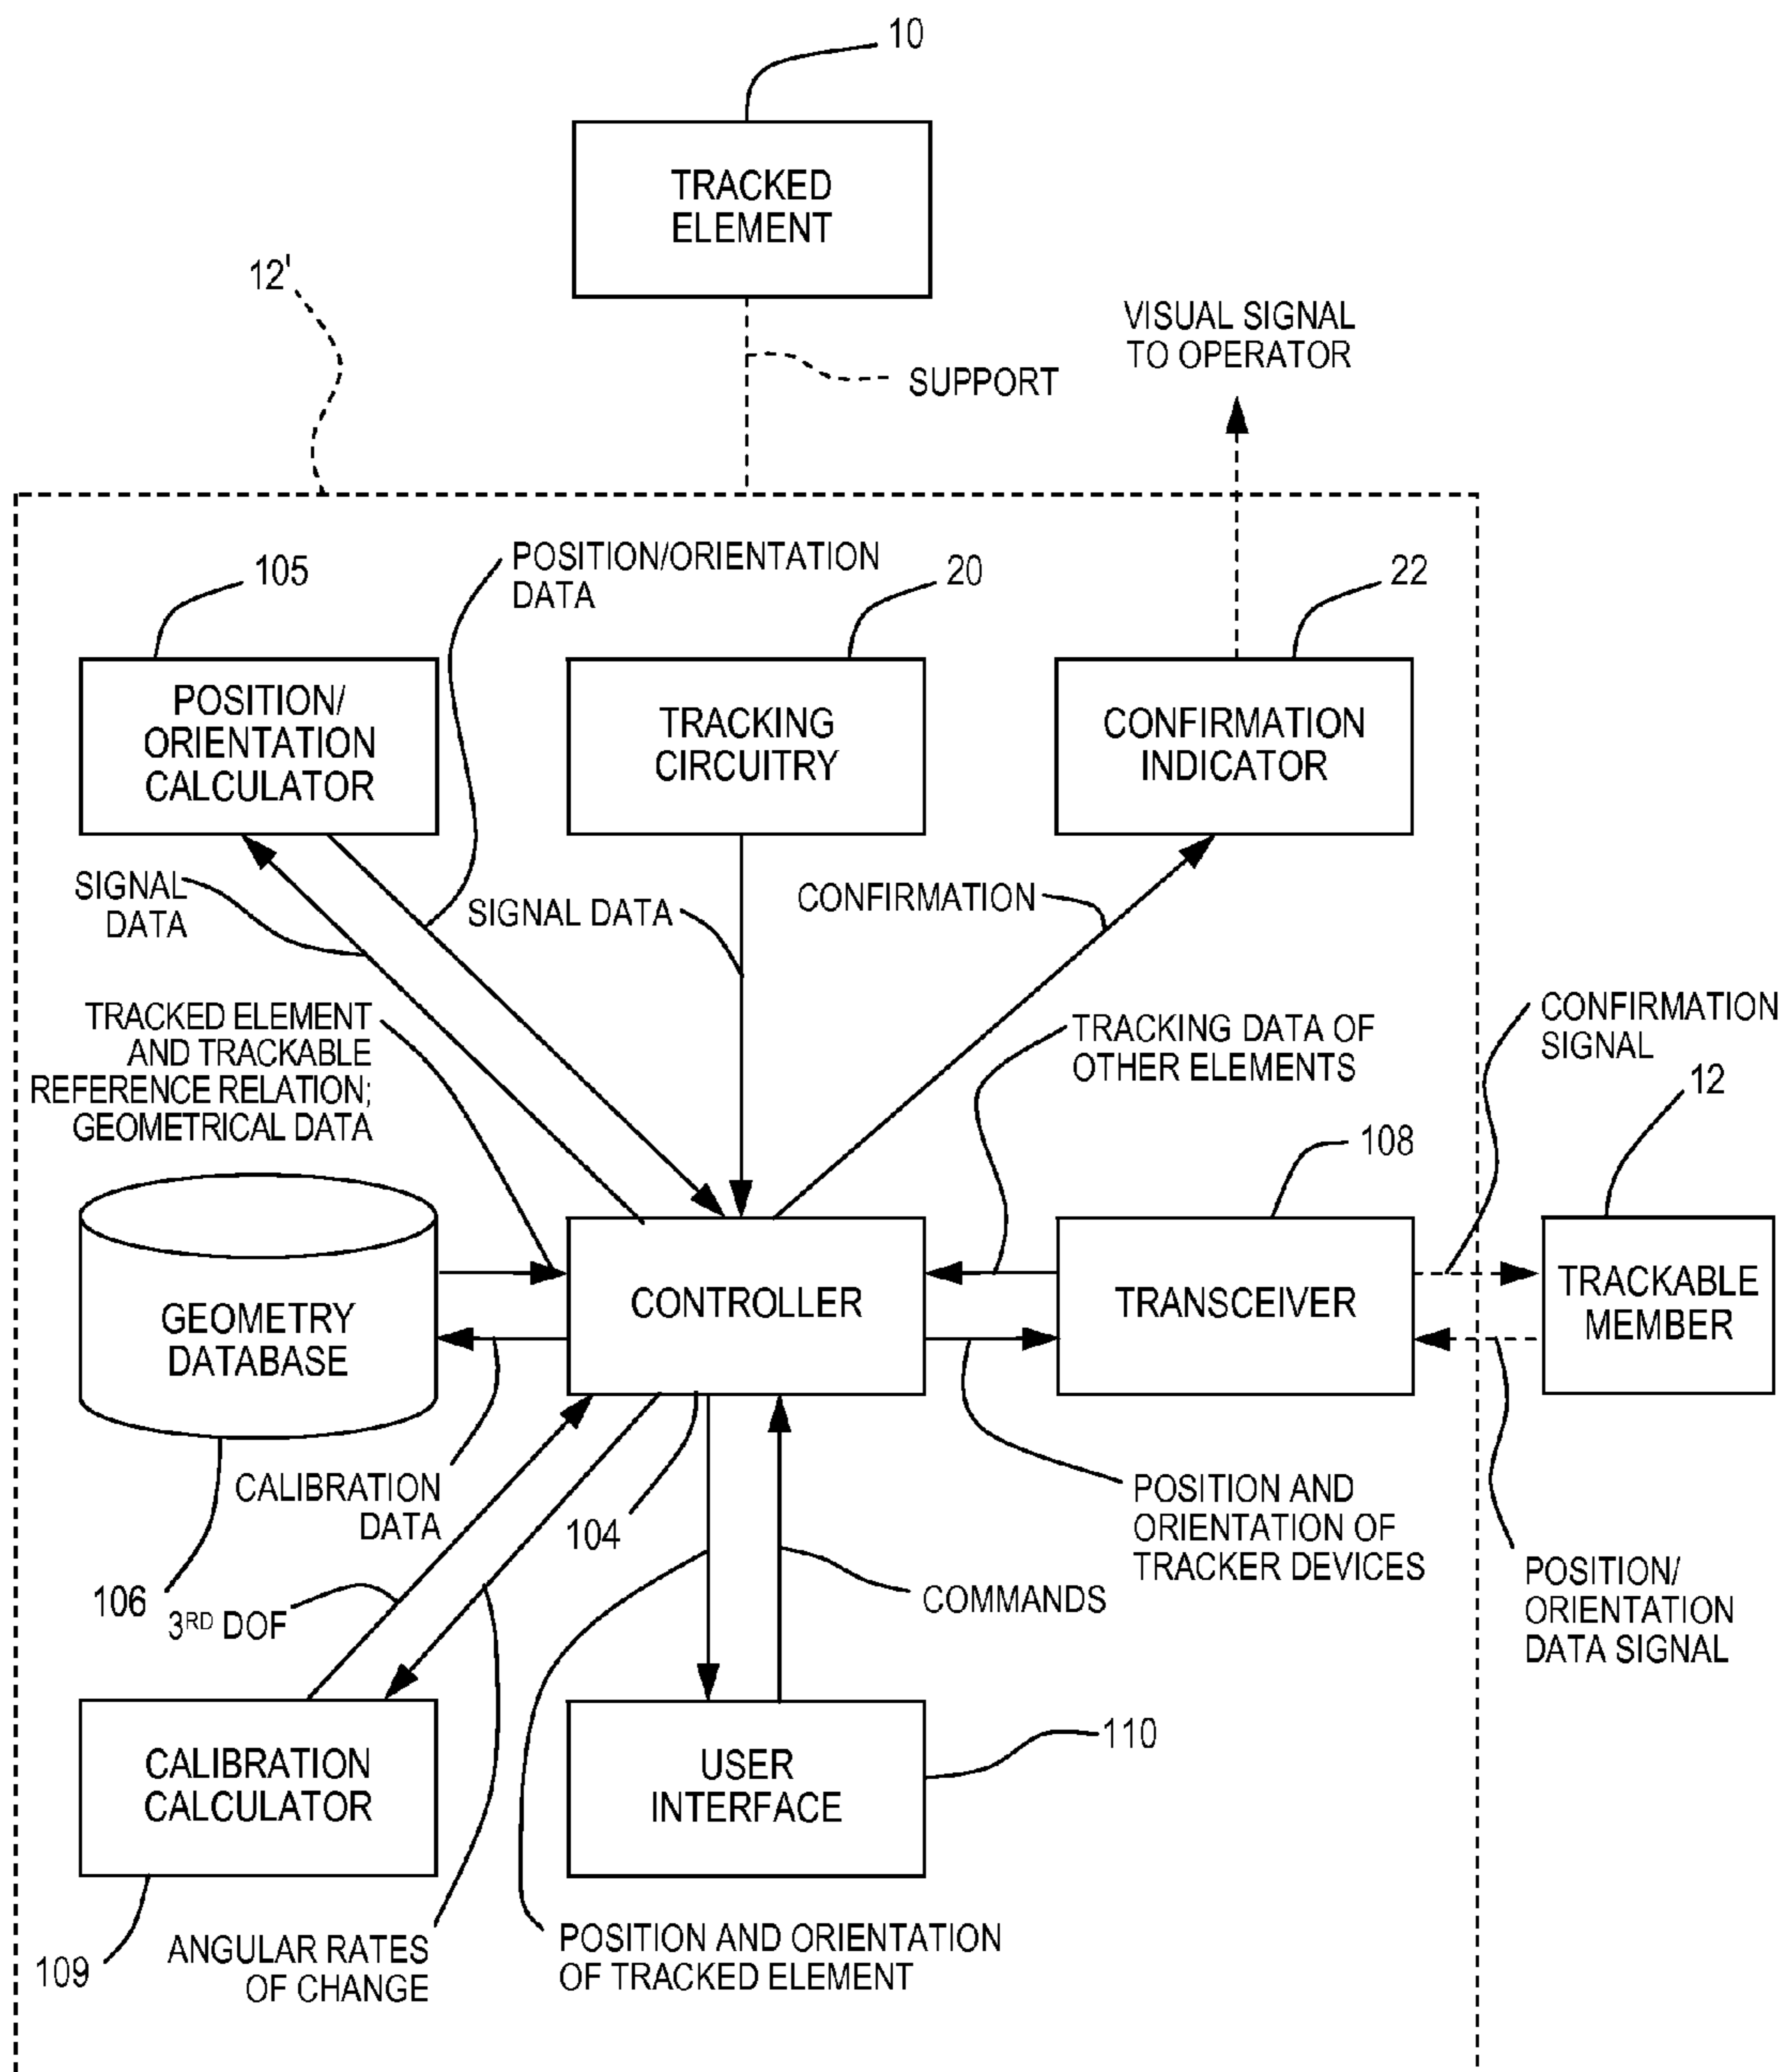 10
TRACKED
ELEMENT
12'
SUPPORT
VISUAL SIGNAL
TO OPERATOR
105
POSITION/ORIENTATION
DATA
20
22
POSITION/
ORIENTATION
CALCULATOR
TRACKING
CIRCUITRY
CONFIRMATION
INDICATOR
SIGNAL
DATA
SIGNAL DATA
CONFIRMATION
TRACKED ELEMENT
AND TRACKABLE
REFERENCE RELATION;
GEOMETRICAL DATA
TRACKING DATA OF
OTHER ELEMENTS
CONFIRMATION
SIGNAL
12
108
GEOMETRY
DATABASE
CONTROLLER
TRANSCEIVER
TRACKABLE
MEMBER
CALIBRATION
DATA
104
POSITION AND
ORIENTATION OF
TRACKER DEVICES
106
3RD DOF
COMMANDS
POSITION/
ORIENTATION
DATA SIGNAL
CALIBRATION
CALCULATOR
USER
INTERFACE
110
109
ANGULAR RATES
OF CHANGE
POSITION AND ORIENTATION
OF TRACKED ELEMENT